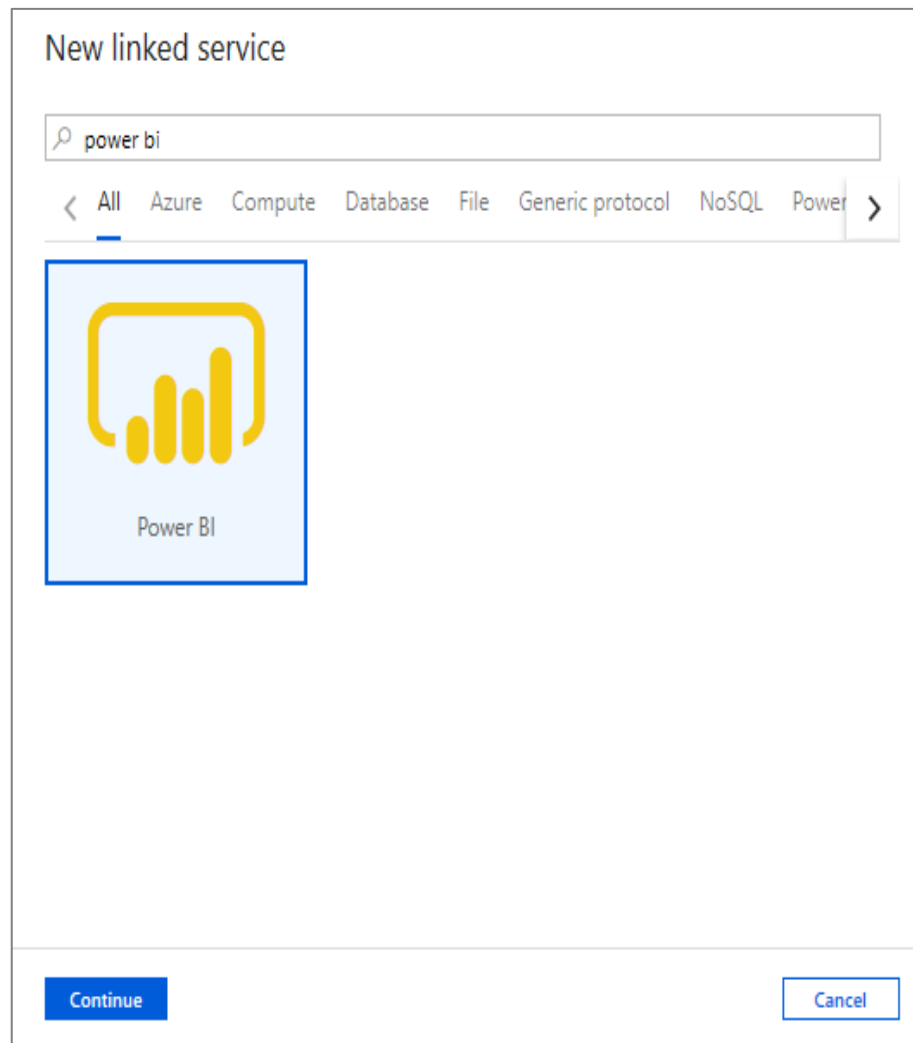 New linked service
power bi
All Azure Compute Database File Generic protocol NoSQL Power
Power BI
Continue Cancel